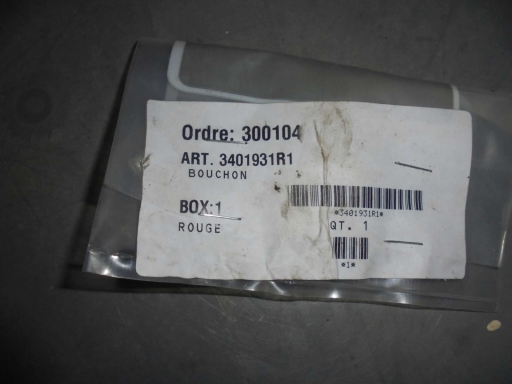 Ordre: 300104
ART. 3401931R1
BOUCHON
*3401931R1*
BOX:1
QT. 1
ROUGE
*1*